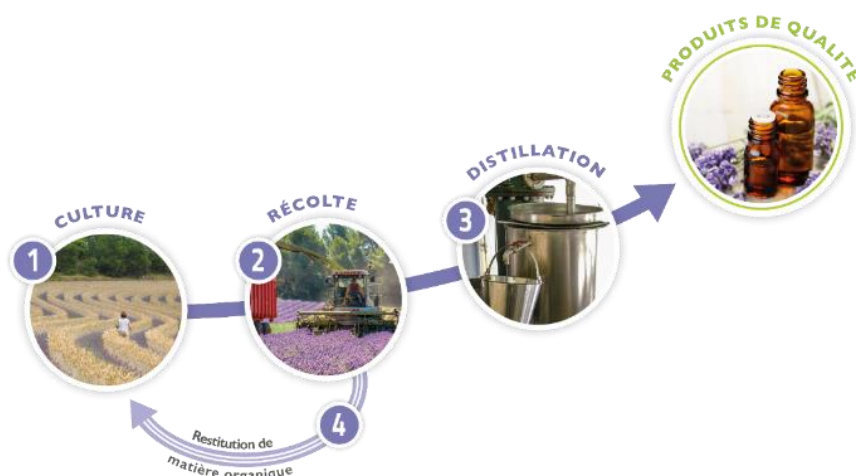 PRODUITS DE QUALITÉ
DISTILLATION
3
RÉCOLTE
2
CULTURE
1
4
Restitution de
matière organique